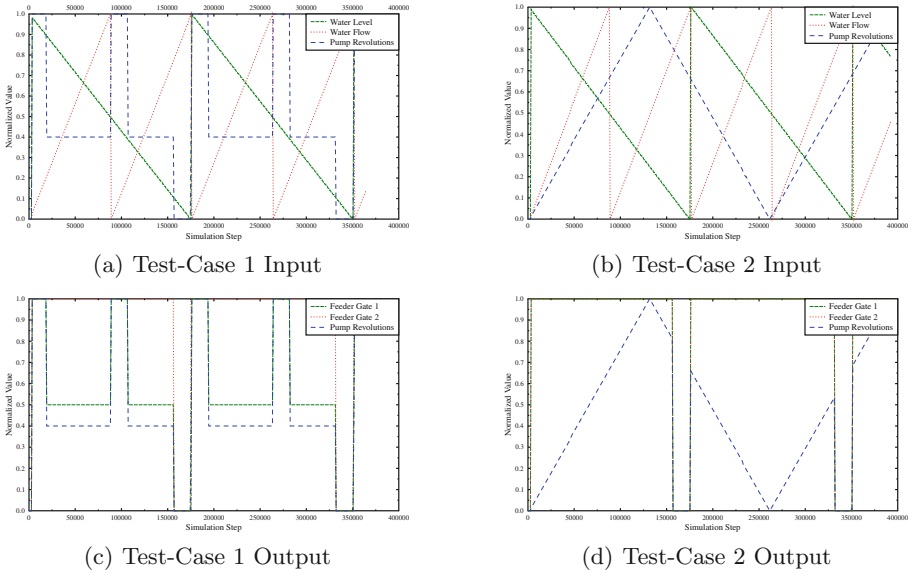 1.0
0.9
0.8
0.7
0.6
0.5
0.4
0.3
0.2
0.1
0.0
Normalized Value
0 50000 100000 150000 200000 250000 300000 350000 400000
Simulation Step
Water Level
Water Flow
Pump Revolutions
(a) Test-Case 1 Input
1.0
0.9
0.8
0.7
0.6
0.5
0.4
0.3
0.2
0.1
0.0
Normalized Value
0 50000 100000 150000 200000 250000 300000 350000 400000
Simulation Step
Water Level
Water Flow
Pump Revolutions
(b) Test-Case 2 Input
1.0
0.9
0.8
0.7
0.6
0.5
0.4
0.3
0.2
0.1
0.0
Normalized Value
0 50000 100000 150000 200000 250000 300000 350000 400000
Simulation Step
Feeder Gate 1
Feeder Gate 2
Pump Revolutions
(c) Test-Case 1 Output
1.0
0.9
0.8
0.7
0.6
0.5
0.4
0.3
0.2
0.1
0.0
Normalized Value
0 50000 100000 150000 200000 250000 300000 350000 400000
Simulation Step
Feeder Gate 1
Feeder Gate 2
Pump Revolutions
(d) Test-Case 2 Output